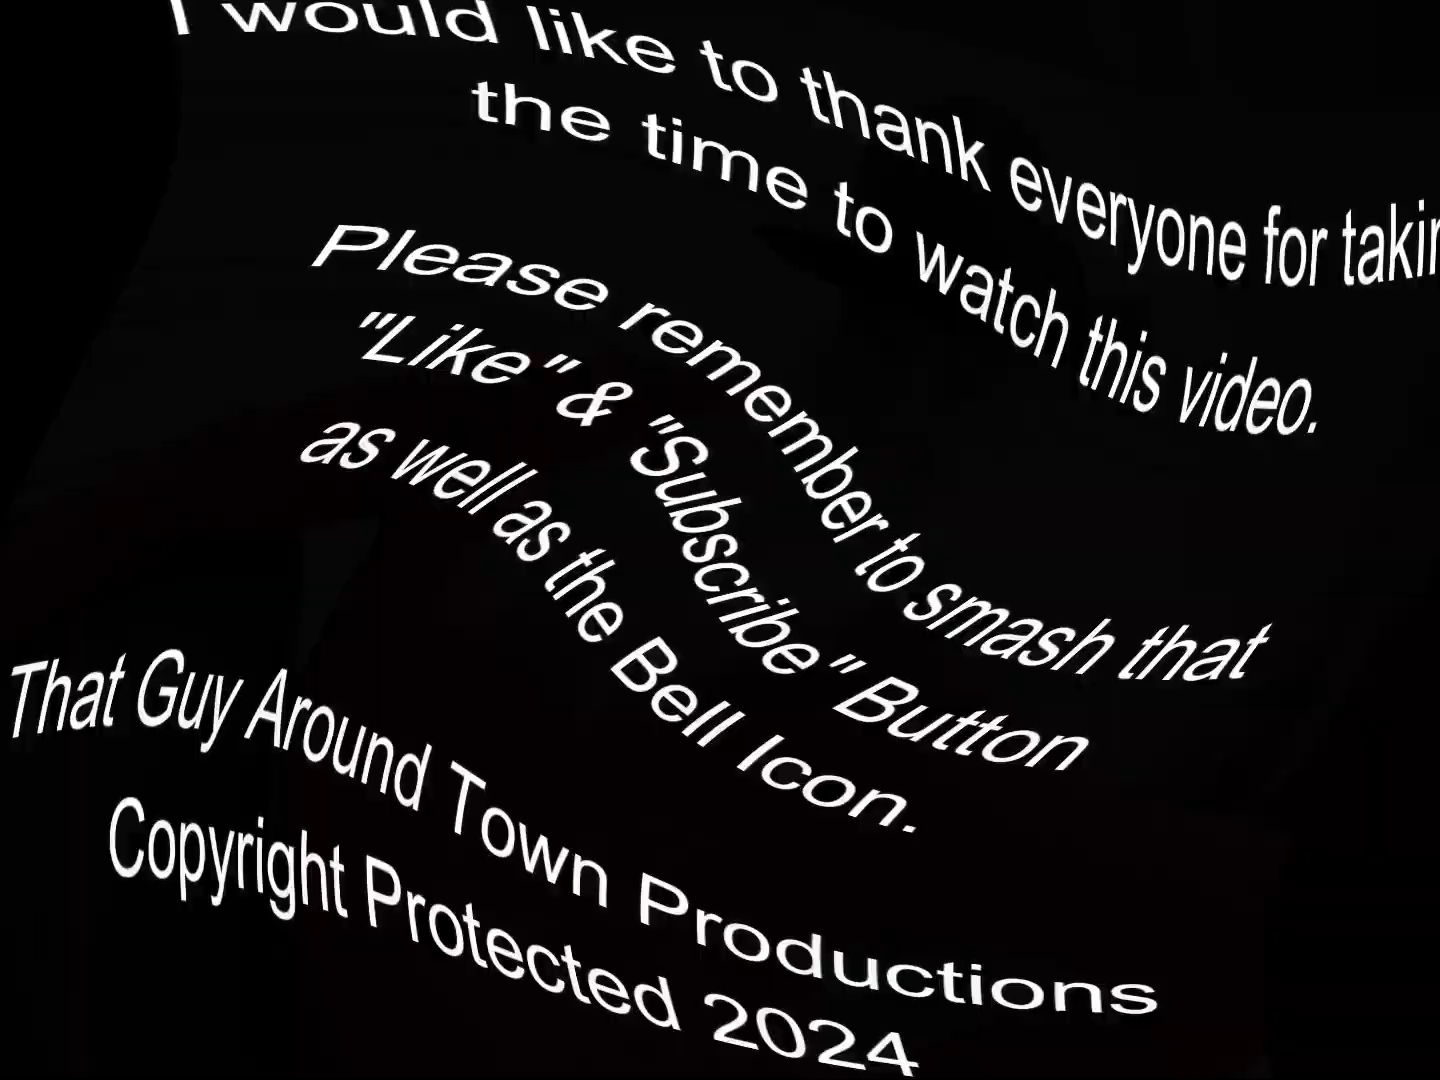 I would like to thank everyone for takin
the time to watch this video.
Please remember to smash that
"Like" & "Subscribe" Button
as well as the Bell Icon.
That Guy Around Town Productions
Copyright Protected 2024